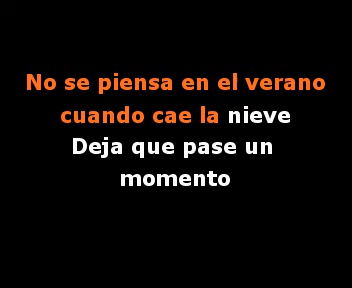 No se piensa en el verano
cuando cae la nieve
Deja que pase un
momento